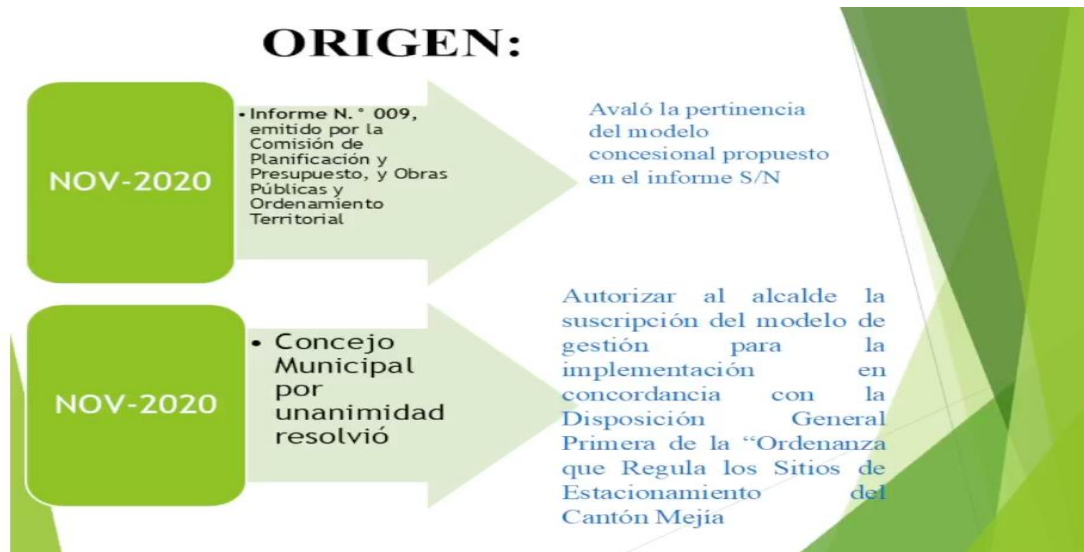 ORIGEN:
NOV-2020
• Informe N.° 009,
emitido por la
Comisión de
Planificación y
Presupuesto, y Obras
Públicas y
Ordenamiento
Territorial
Avaló la pertinencia
del modelo
concesional propuesto
en el informe S/N
NOV-2020
• Concejo
Municipal
por
unanimidad
resolvió
Autorizar al alcalde la
suscripción del modelo de
gestión para la
implementación en
concordancia con la
Disposición General
Primera de la “Ordenanza
que Regula los Sitios de
Estacionamiento del
Cantón Mejía